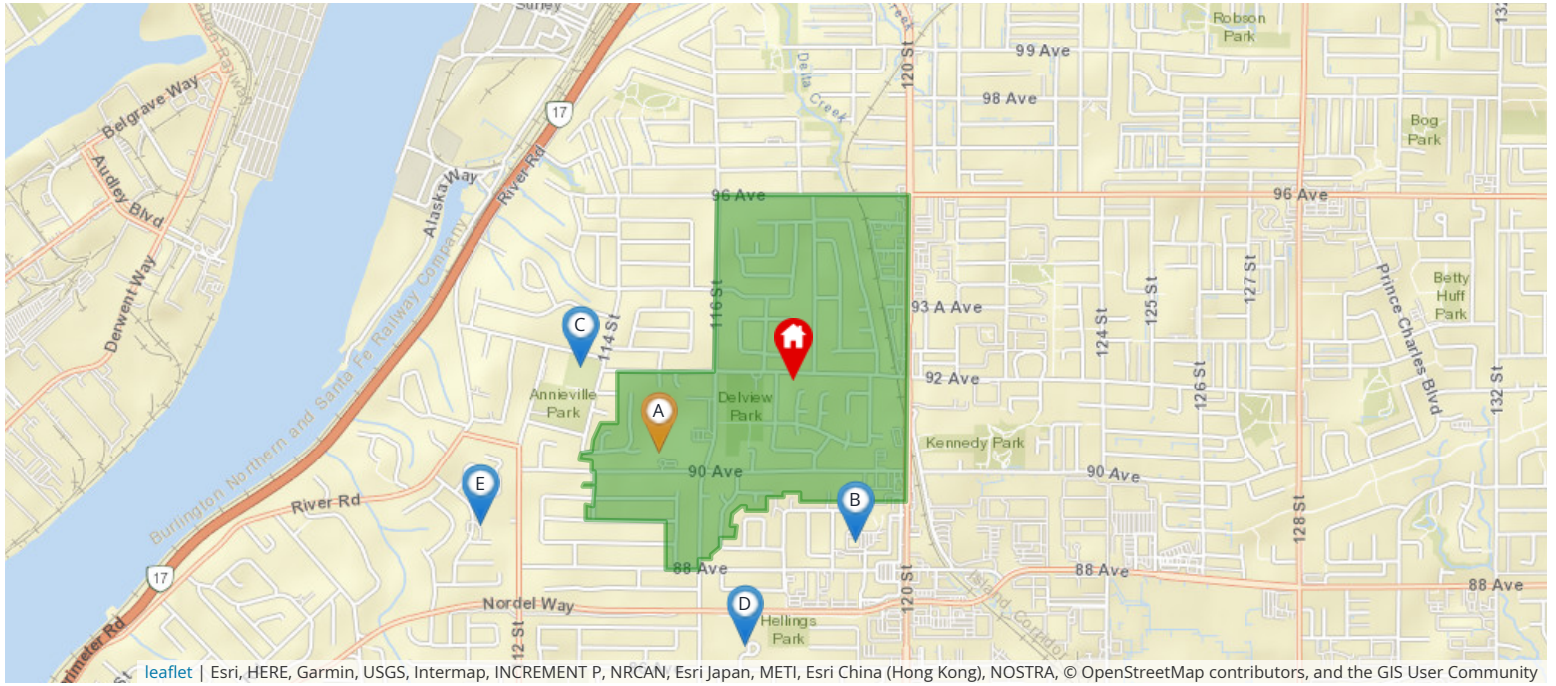 Surrey
Robson
Park
99 Ave
120 St
Creek
Delta
Creek
98 Ave
Belgrave Way
17
Bog
Park
River Rd
Audley Blvd
Alaska Way
96 Ave
96 Ave
Derwent Way
Burlington Northern and Santa Fe Railway Company
116 St
93 A Ave
125 St
127 St
Betty
Huff
Park
Prince Charles Blvd
C
114 St
124 St
92 Ave
126 St
132 St
Annieville
Park
Delview
Park
A
Kennedy Park
90 Ave
90 Ave
E
River Rd
B
128 St
17
88 Ave
88 Ave
88 Ave
Nordel Way
D
120 St
Island Corridor
Hellings
Park
12 St
erimeter Rd
leaflet | Esri, HERE, Garmin, USGS, Intermap, INCREMENT P, NRCAN, Esri Japan, METI, Esri China (Hong Kong), NOSTRA, © OpenStreetMap contributors, and the GIS User Community